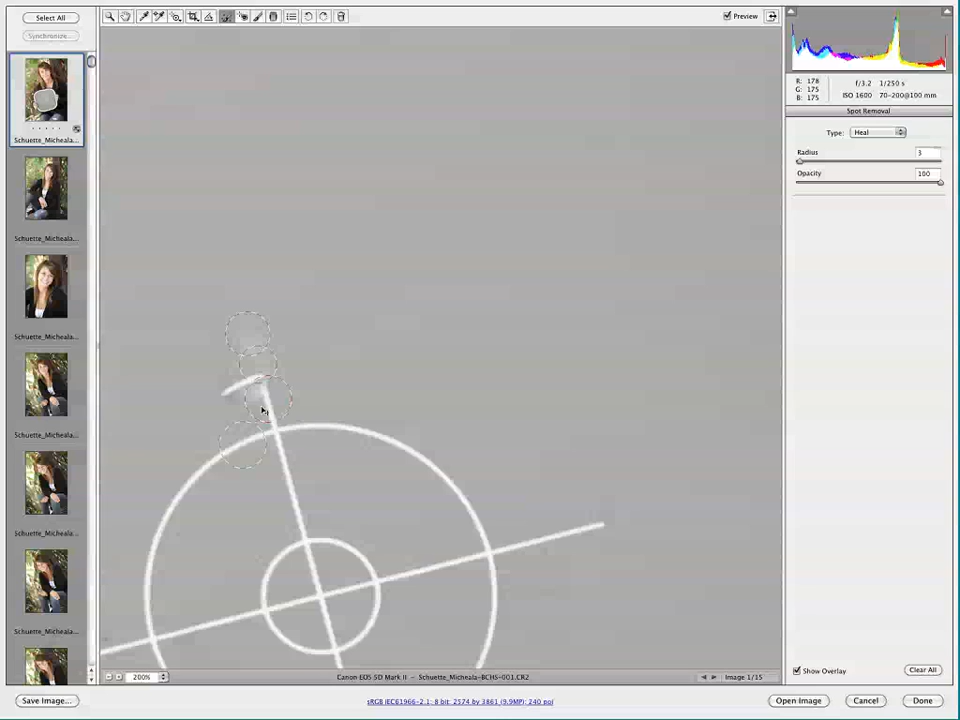 Select All
Synchronize...
Preview
R: 178
G: 175
B: 175
f/3.2 1/250 s
ISO 1600 70-200@100 mm
Spot Removal
Type: Heal
Radius 3
Opacity 100
Schuette_Micheala...
Schuette_Micheala...
Schuette_Micheala...
Schuette_Micheala...
Schuette_Micheala...
Schuette_Micheala...
Show Overlay
Clear All
200%
Canon EOS 5D Mark II - Schuette_Micheala-BCHS-001.CR2
Image 1/15
Save Image...
sRGB IEC61966-2.1; 8 bit; 2574 by 3861 (9.9MP); 240 ppi
Open Image
Cancel
Done